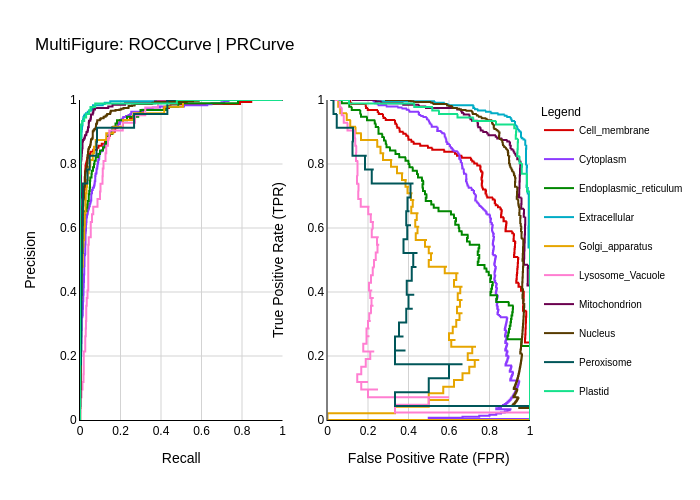 MultiFigure: ROCCurve | PRCurve
1
0.8
0.6
0.4
0.2
0
Precision
0
0.2
0.4
0.6
0.8
1
Recall
1
0.8
0.6
0.4
0.2
0
True Positive Rate (TPR)
0
0.2
0.4
0.6
0.8
1
False Positive Rate (FPR)
Legend
Cell_membrane
Cytoplasm
Endoplasmic_reticulum
Extracellular
Golgi_apparatus
Lysosome_Vacuole
Mitochondrion
Nucleus
Peroxisome
Plastid